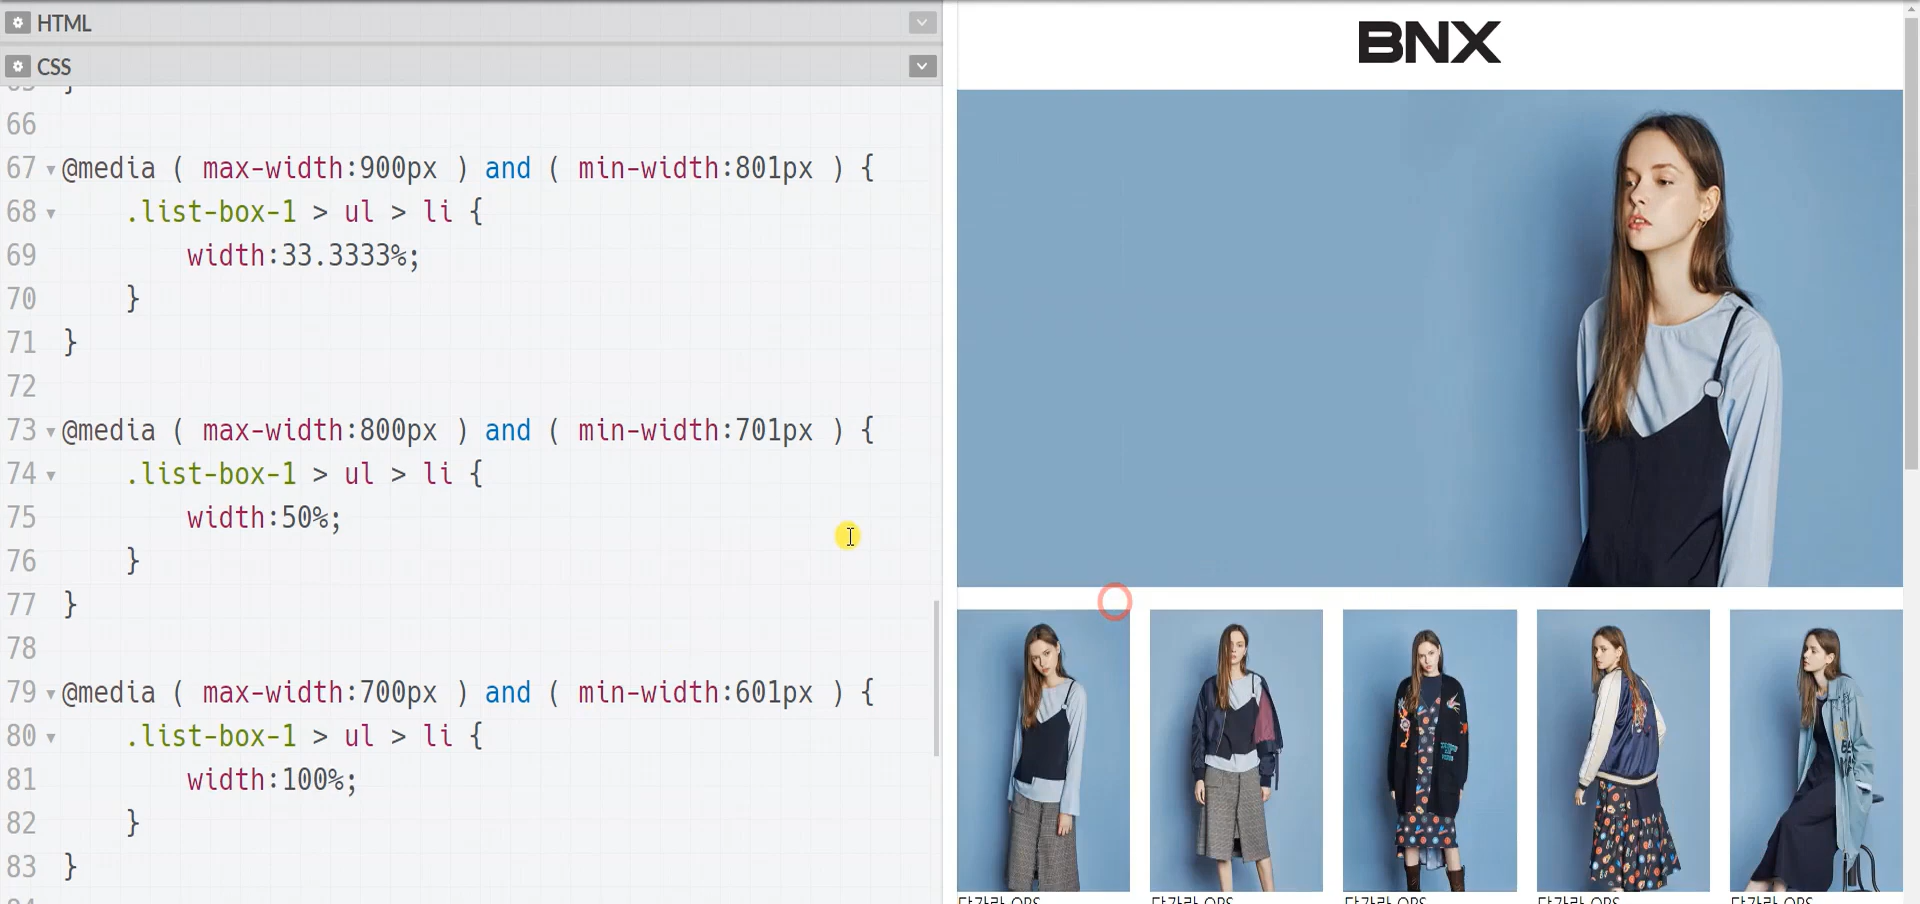 HTML
CSS
66
67 @media ( max-width:900px ) and ( min-width:801px ) {
68 .list-box-1 > ul > li {
69 width:33.3333%;
70 }
71 }
72
73 @media ( max-width:800px ) and ( min-width:701px ) {
74 .list-box-1 > ul > li {
75 width:50%;
76 }
77 }
78
79 @media ( max-width:700px ) and ( min-width:601px ) {
80 .list-box-1 > ul > li {
81 width:100%;
82 }
83 }
BNX